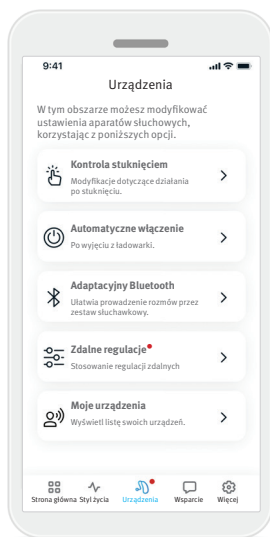 9:41
Urządzenia
W tym obszarze możesz modyfikować
ustawienia aparatów słuchowych,
korzystając z poniższych opcji.
Kontrola stuknięciem
Modyfikacje dotyczące działania
po stuknięciu.
Automatyczne włączenie
Po wyjęciu z ładowarki.
Adaptacyjny Bluetooth
Ułatwia prowadzenie rozmów przez
zestaw słuchawkowy.
Zdalne regulacje
Stosowanie regulacji zdalnych
Moje urządzenia
Wyświetl listę swoich urządzeń.
Strona główna Styl życia Urządzenia Wsparcie Więcej